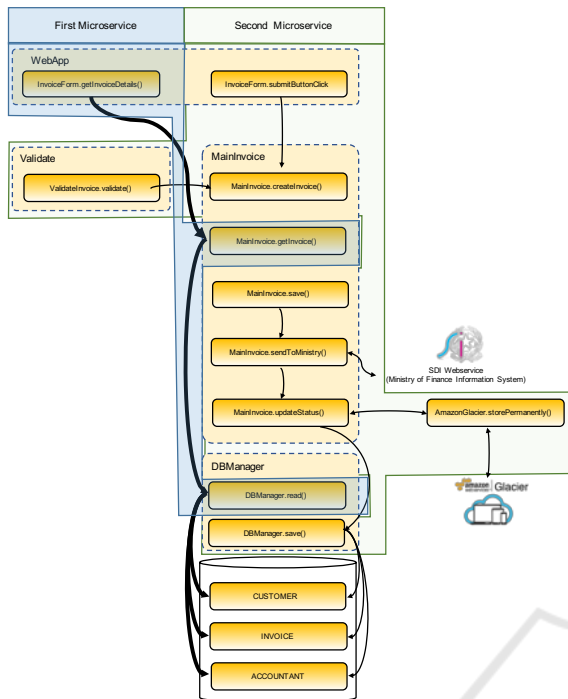 First Microservice
Second Microservice
WebApp
InvoiceForm.getInvoiceDetails()
InvoiceForm.submitButtonClick
Validate
MainInvoice
ValidateInvoice.validate()
MainInvoice.createInvoice()
MainInvoice.getInvoice()
MainInvoice.save()
MainInvoice.sendToMinistry()
SDI Webservice
(Ministry of Finance Information System)
MainInvoice.updateStatus()
AmazonGlacier.storePermanently()
DBManager
amazon
Glacier
DBManager.read()
DBManager.save()
CUSTOMER
INVOICE
ACCOUNTANT